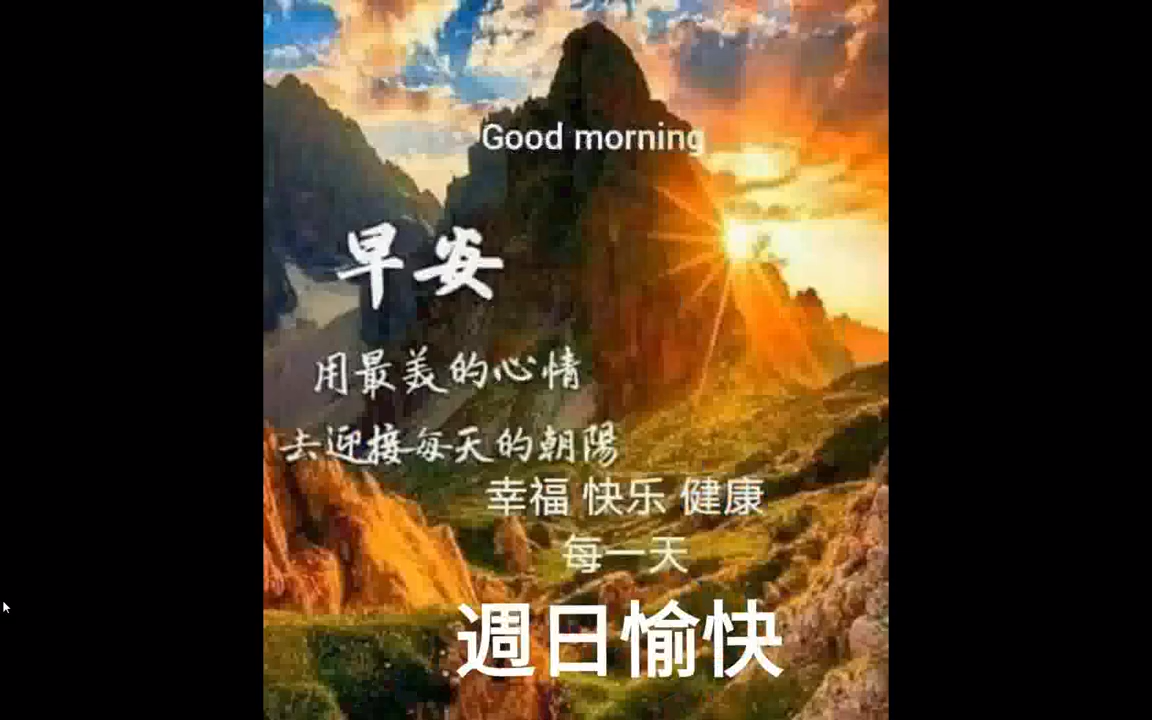 Good morning
早安
用最美的心情
去迎接每天的朝陽
幸福 快乐 健康
每一天
週日愉快